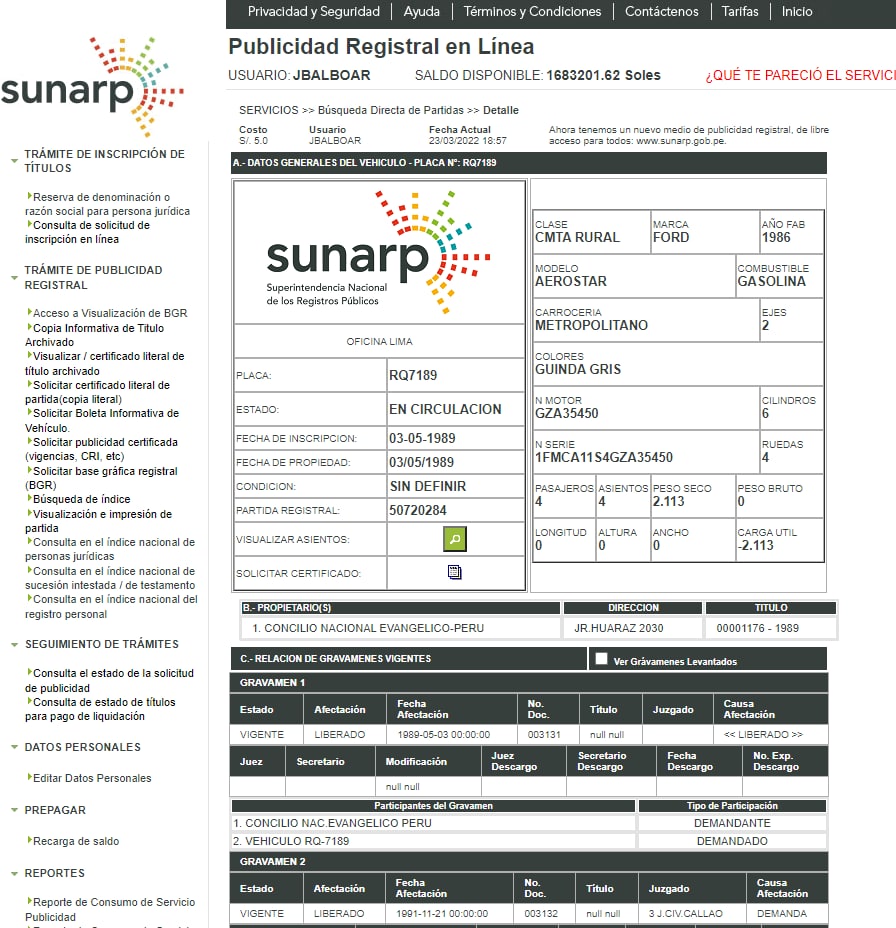 Privacidad y Seguridad | Ayuda | Términos y Condiciones | Contáctenos | Tarifas | Inicio
sunarp
Publicidad Registral en Línea
USUARIO: JBALBOAR SALDO DISPONIBLE: 1683201.62 Soles ¿QUÉ TE PARECIÓ EL SERVICI
SERVICIOS >> Búsqueda Directa de Partidas >> Detalle
Costo Usuario Fecha Actual
S/. 5.0 JBALBOAR 23/03/2022 18:57
Ahora tenemos un nuevo medio de publicidad registral, de libre
acceso para todos: www.sunarp.gob.pe.
TRÁMITE DE INSCRIPCIÓN DE
TÍTULOS
Reserva de denominación o
razón social para persona jurídica
Consulta de solicitud de
inscripción en línea
TRÁMITE DE PUBLICIDAD
REGISTRAL
Acceso a Visualización de BGR
Copia Informativa de Titulo
Archivado
Visualizar / certificado literal de
título archivado
Solicitar certificado literal de
partida(copia literal)
Solicitar Boleta Informativa de
Vehículo.
Solicitar publicidad certificada
(vigencias, CRI, etc)
Solicitar base gráfica registral
(BGR)
Búsqueda de índice
Visualización e impresión de
partida
Consulta en el índice nacional de
personas jurídicas
Consulta en el índice nacional de
sucesión intestada / de testamento
Consulta en el índice nacional del
registro personal
SEGUIMIENTO DE TRÁMITES
Consulta el estado de la solicitud
de publicidad
Consulta de estado de títulos
para pago de liquidación
DATOS PERSONALES
Editar Datos Personales
PREPAGAR
Recarga de saldo
REPORTES
Reporte de Consumo de Servicio
Publicidad
A.- DATOS GENERALES DEL VEHICULO - PLACA Nº: RQ7189
sunarp
Superintendencia Nacional
de los Registros Públicos
OFICINA LIMA
PLACA: RQ7189
ESTADO: EN CIRCULACION
FECHA DE INSCRIPCION: 03-05-1989
FECHA DE PROPIEDAD: 03/05/1989
CONDICION: SIN DEFINIR
PARTIDA REGISTRAL: 50720284
VISUALIZAR ASIENTOS:
SOLICITAR CERTIFICADO:
CLASE MARCA AÑO FAB
CMTA RURAL FORD 1986
MODELO COMBUSTIBLE
AEROSTAR GASOLINA
CARROCERIA EJES
METROPOLITANO 2
COLORES
GUINDA GRIS
N MOTOR CILINDROS
GZA35450 6
N SERIE RUEDAS
1FMCA11S4GZA35450 4
PASAJEROS ASIENTOS PESO SECO PESO BRUTO
4 4 2.113 0
LONGITUD ALTURA ANCHO CARGA UTIL
0 0 0 -2.113
B.- PROPIETARIO(S) DIRECCION TITULO
1. CONCILIO NACIONAL EVANGELICO-PERU JR.HUARAZ 2030 00001176 - 1989
C.- RELACION DE GRAVAMENES VIGENTES Ver Grávamenes Levantados
GRAVAMEN 1
Estado Afectación Fecha Afectación No. Doc. Título Juzgado Causa Afectación
VIGENTE LIBERADO 1989-05-03 00:00:00 003131 null null << LIBERADO >>
Juez Secretario Modificación Juez Descargo Secretario Descargo Fecha Descargo No. Exp. Descargo
null null
Participantes del Gravamen Tipo de Participación
1. CONCILIO NAC.EVANGELICO PERU DEMANDANTE
2. VEHICULO RQ-7189 DEMANDADO
GRAVAMEN 2
Estado Afectación Fecha Afectación No. Doc. Título Juzgado Causa Afectación
VIGENTE LIBERADO 1991-11-21 00:00:00 003132 null null 3 J.CIV.CALLAO DEMANDA